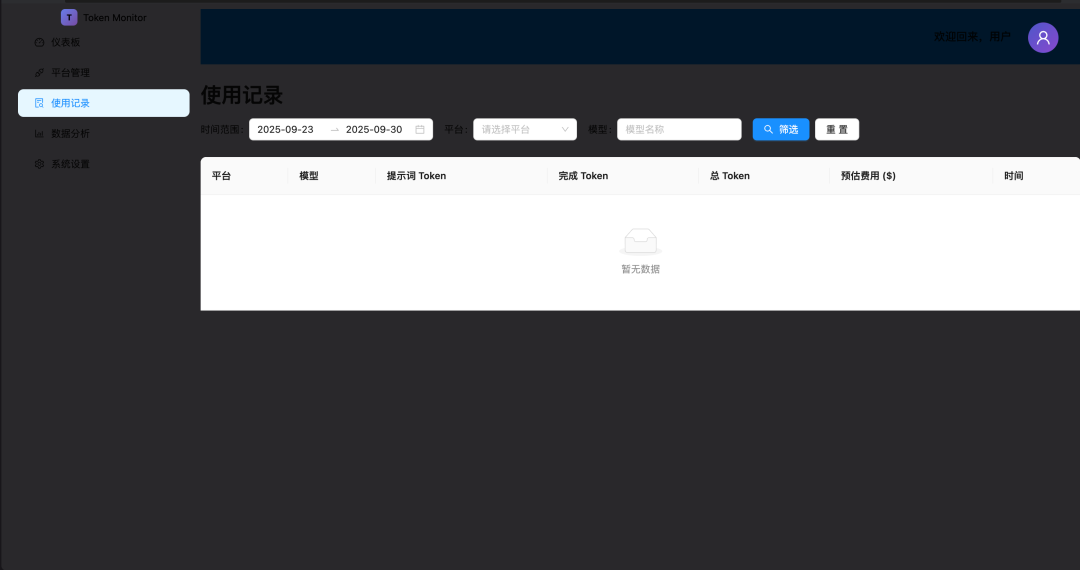 T Token Monitor
仪表板
平台管理
使用记录
数据分析
系统设置
欢迎回来，用户
使用记录
时间范围： 2025-09-23 → 2025-09-30 平台： 请选择平台 模型： 模型名称 筛选 重 置
平台 模型 提示词 Token 完成 Token 总 Token 预估费用 ($) 时间
暂无数据